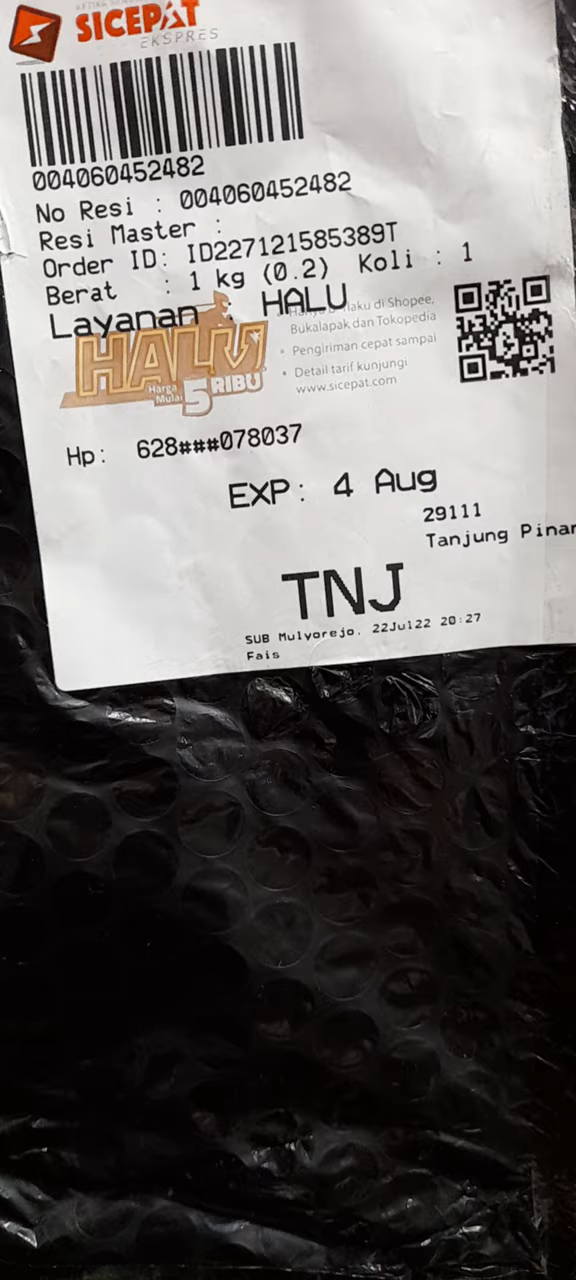 SICEPAT
EKSPRES
004060452482
No Resi : 004060452482
Resi Master :
Order ID: ID227121585389T
Berat : 1 kg (0.2) Koli : 1
Layanan : HALU
HALU
Harga Mulai 5 RIBU
laku di Shopee,
Bukalapak dan Tokopedia
• Pengiriman cepat sampai
• Detail tarif kunjungi
www.sicepat.com
Hp: 628###078037
EXP: 4 Aug
29111
Tanjung Pinan
TNJ
SUB Mulyorejo. 22Jul22 20:27
Fais